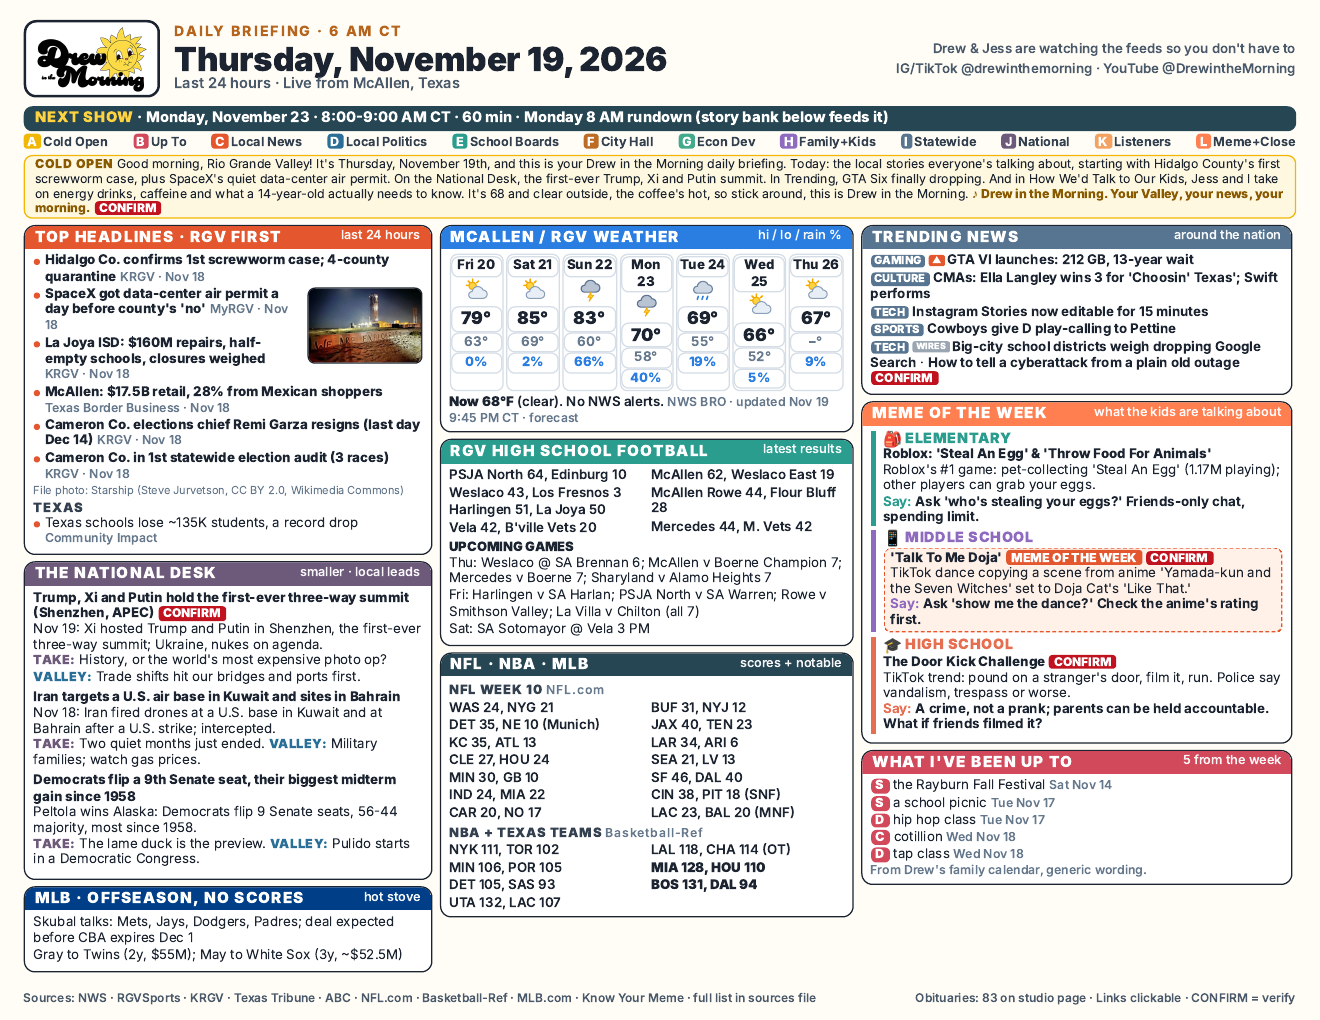 Drew
in the
Morning
DAILY BRIEFING · 6 AM CT
Thursday, November 19, 2026
Last 24 hours · Live from McAllen, Texas
Drew & Jess are watching the feeds so you don't have to
IG/TikTok @drewinthemorning · YouTube @DrewintheMorning
NEXT SHOW · Monday, November 23 · 8:00-9:00 AM CT · 60 min · Monday 8 AM rundown (story bank below feeds it)
A Cold Open B Up To C Local News D Local Politics E School Boards F City Hall G Econ Dev H Family+Kids I Statewide J National K Listeners L Meme+Close
COLD OPEN Good morning, Rio Grande Valley! It's Thursday, November 19th, and this is your Drew in the Morning daily briefing. Today: the local stories everyone's talking about, starting with Hidalgo County's first
screwworm case, plus SpaceX's quiet data-center air permit. On the National Desk, the first-ever Trump, Xi and Putin summit. In Trending, GTA Six finally dropping. And in How We'd Talk to Our Kids, Jess and I take
on energy drinks, caffeine and what a 14-year-old actually needs to know. It's 68 and clear outside, the coffee's hot, so stick around, this is Drew in the Morning. ♪ Drew in the Morning. Your Valley, your news, your
morning. CONFIRM
TOP HEADLINES · RGV FIRST last 24 hours
• Hidalgo Co. confirms 1st screwworm case; 4-county
quarantine KRGV · Nov 18
• SpaceX got data-center air permit a
day before county's 'no' MyRGV · Nov
18
• La Joya ISD: $160M repairs, half-
empty schools, closures weighed
KRGV · Nov 18
• McAllen: $17.5B retail, 28% from Mexican shoppers
Texas Border Business · Nov 18
• Cameron Co. elections chief Remi Garza resigns (last day
Dec 14) KRGV · Nov 18
• Cameron Co. in 1st statewide election audit (3 races)
KRGV · Nov 18
File photo: Starship (Steve Jurvetson, CC BY 2.0, Wikimedia Commons)
TEXAS
• Texas schools lose ~135K students, a record drop
Community Impact
THE NATIONAL DESK smaller · local leads
Trump, Xi and Putin hold the first-ever three-way summit
(Shenzhen, APEC) CONFIRM
Nov 19: Xi hosted Trump and Putin in Shenzhen, the first-ever
three-way summit; Ukraine, nukes on agenda.
TAKE: History, or the world's most expensive photo op?
VALLEY: Trade shifts hit our bridges and ports first.
Iran targets a U.S. air base in Kuwait and sites in Bahrain
Nov 18: Iran fired drones at a U.S. base in Kuwait and at
Bahrain after a U.S. strike; intercepted.
TAKE: Two quiet months just ended. VALLEY: Military
families; watch gas prices.
Democrats flip a 9th Senate seat, their biggest midterm
gain since 1958
Peltola wins Alaska: Democrats flip 9 Senate seats, 56-44
majority, most since 1958.
TAKE: The lame duck is the preview. VALLEY: Pulido starts
in a Democratic Congress.
MLB · OFFSEASON, NO SCORES hot stove
Skubal talks: Mets, Jays, Dodgers, Padres; deal expected
before CBA expires Dec 1
Gray to Twins (2y, $55M); May to White Sox (3y, ~$52.5M)
MCALLEN / RGV WEATHER hi / lo / rain %
Fri 20 Sat 21 Sun 22 Mon 23 Tue 24 Wed 25 Thu 26
79° 85° 83° 70° 69° 66° 67°
63° 69° 60° 58° 55° 52° –°
0% 2% 66% 40% 19% 5% 9%
Now 68°F (clear). No NWS alerts. NWS BRO · updated Nov 19
9:45 PM CT · forecast
RGV HIGH SCHOOL FOOTBALL latest results
PSJA North 64, Edinburg 10
Weslaco 43, Los Fresnos 3
Harlingen 51, La Joya 50
Vela 42, B'ville Vets 20
McAllen 62, Weslaco East 19
McAllen Rowe 44, Flour Bluff
28
Mercedes 44, M. Vets 42
UPCOMING GAMES
Thu: Weslaco @ SA Brennan 6; McAllen v Boerne Champion 7;
Mercedes v Boerne 7; Sharyland v Alamo Heights 7
Fri: Harlingen v SA Harlan; PSJA North v SA Warren; Rowe v
Smithson Valley; La Villa v Chilton (all 7)
Sat: SA Sotomayor @ Vela 3 PM
NFL · NBA · MLB scores + notable
NFL WEEK 10 NFL.com
WAS 24, NYG 21
DET 35, NE 10 (Munich)
KC 35, ATL 13
CLE 27, HOU 24
MIN 30, GB 10
IND 24, MIA 22
CAR 20, NO 17
BUF 31, NYJ 12
JAX 40, TEN 23
LAR 34, ARI 6
SEA 21, LV 13
SF 46, DAL 40
CIN 38, PIT 18 (SNF)
LAC 23, BAL 20 (MNF)
NBA + TEXAS TEAMS Basketball-Ref
NYK 111, TOR 102
MIN 106, POR 105
DET 105, SAS 93
UTA 132, LAC 107
LAL 118, CHA 114 (OT)
MIA 128, HOU 110
BOS 131, DAL 94
TRENDING NEWS around the nation
GAMING GTA VI launches: 212 GB, 13-year wait
CULTURE CMAs: Ella Langley wins 3 for 'Choosin' Texas'; Swift
performs
TECH Instagram Stories now editable for 15 minutes
SPORTS Cowboys give D play-calling to Pettine
TECH WIRES Big-city school districts weigh dropping Google
Search · How to tell a cyberattack from a plain old outage
CONFIRM
MEME OF THE WEEK what the kids are talking about
ELEMENTARY
Roblox: 'Steal An Egg' & 'Throw Food For Animals'
Roblox's #1 game: pet-collecting 'Steal An Egg' (1.17M playing);
other players can grab your eggs.
Say: Ask 'who's stealing your eggs?' Friends-only chat,
spending limit.
MIDDLE SCHOOL
'Talk To Me Doja' MEME OF THE WEEK CONFIRM
TikTok dance copying a scene from anime 'Yamada-kun and
the Seven Witches' set to Doja Cat's 'Like That.'
Say: Ask 'show me the dance?' Check the anime's rating
first.
HIGH SCHOOL
The Door Kick Challenge CONFIRM
TikTok trend: pound on a stranger's door, film it, run. Police say
vandalism, trespass or worse.
Say: A crime, not a prank; parents can be held accountable.
What if friends filmed it?
WHAT I'VE BEEN UP TO 5 from the week
S the Rayburn Fall Festival Sat Nov 14
S a school picnic Tue Nov 17
D hip hop class Tue Nov 17
C cotillion Wed Nov 18
D tap class Wed Nov 18
From Drew's family calendar, generic wording.
Sources: NWS · RGVSports · KRGV · Texas Tribune · ABC · NFL.com · Basketball-Ref · MLB.com · Know Your Meme · full list in sources file
Obituaries: 83 on studio page · Links clickable · CONFIRM = verify